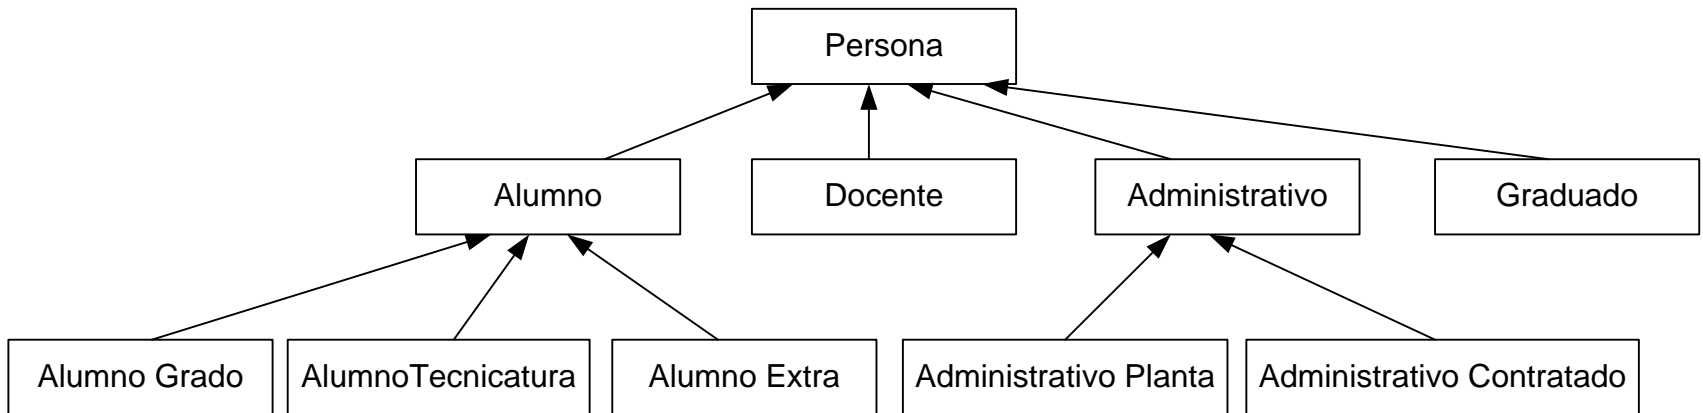 Persona
Alumno
Docente
Administrativo
Graduado
Alumno Grado
AlumnoTecnicatura
Alumno Extra
Administrativo Planta
Administrativo Contratado